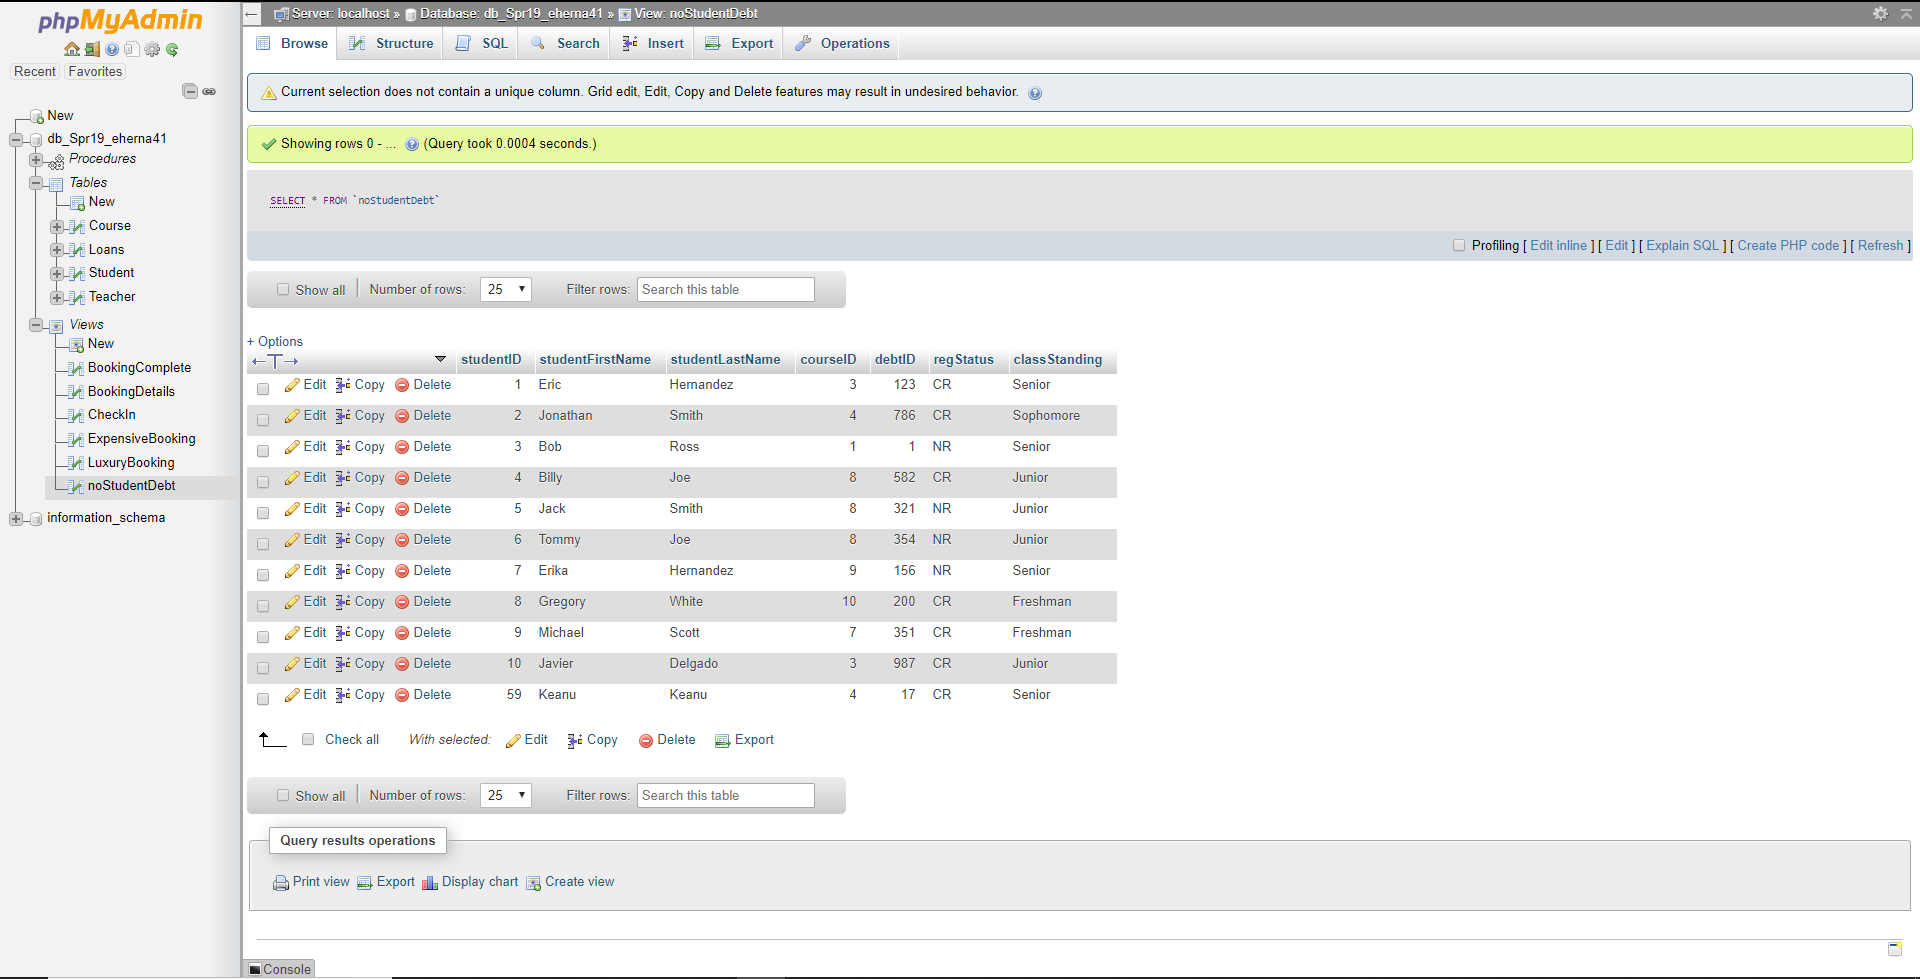 phpMyAdmin
Recent Favorites
New
db_Spr19_eherna41
Procedures
Tables
New
Course
Loans
Student
Teacher
Views
New
BookingComplete
BookingDetails
CheckIn
ExpensiveBooking
LuxuryBooking
noStudentDebt
information_schema
Server: localhost » Database: db_Spr19_eherna41 » View: noStudentDebt
Browse Structure SQL Search Insert Export Operations
Current selection does not contain a unique column. Grid edit, Edit, Copy and Delete features may result in undesired behavior.
Showing rows 0 - ... (Query took 0.0004 seconds.)
SELECT * FROM `noStudentDebt`
Profiling [ Edit inline ] [ Edit ] [ Explain SQL ] [ Create PHP code ] [ Refresh ]
Show all Number of rows: 25 Filter rows: Search this table
+ Options
studentID studentFirstName studentLastName courseID debtID regStatus classStanding
Edit Copy Delete 1 Eric Hernandez 3 123 CR Senior
Edit Copy Delete 2 Jonathan Smith 4 786 CR Sophomore
Edit Copy Delete 3 Bob Ross 1 1 NR Senior
Edit Copy Delete 4 Billy Joe 8 582 CR Junior
Edit Copy Delete 5 Jack Smith 8 321 NR Junior
Edit Copy Delete 6 Tommy Joe 8 354 NR Junior
Edit Copy Delete 7 Erika Hernandez 9 156 NR Senior
Edit Copy Delete 8 Gregory White 10 200 CR Freshman
Edit Copy Delete 9 Michael Scott 7 351 CR Freshman
Edit Copy Delete 10 Javier Delgado 3 987 CR Junior
Edit Copy Delete 59 Keanu Keanu 4 17 CR Senior
Check all With selected: Edit Copy Delete Export
Show all Number of rows: 25 Filter rows: Search this table
Query results operations
Print view Export Display chart Create view
Console